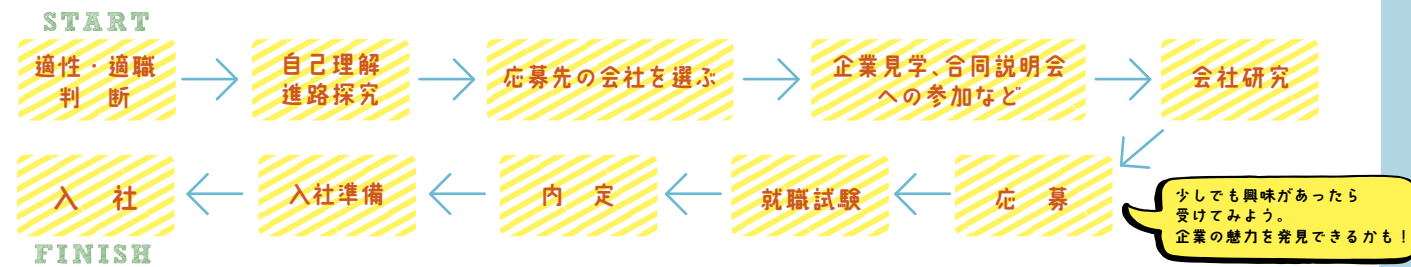 START
適性・適職
判 断
自己理解
進路探究
応募先の会社を選ぶ
企業見学、合同説明会
への参加など
会社研究
応 募
少しでも興味があったら
受けてみよう。
企業の魅力を発見できるかも!
就職試験
内 定
入社準備
入 社
FINISH